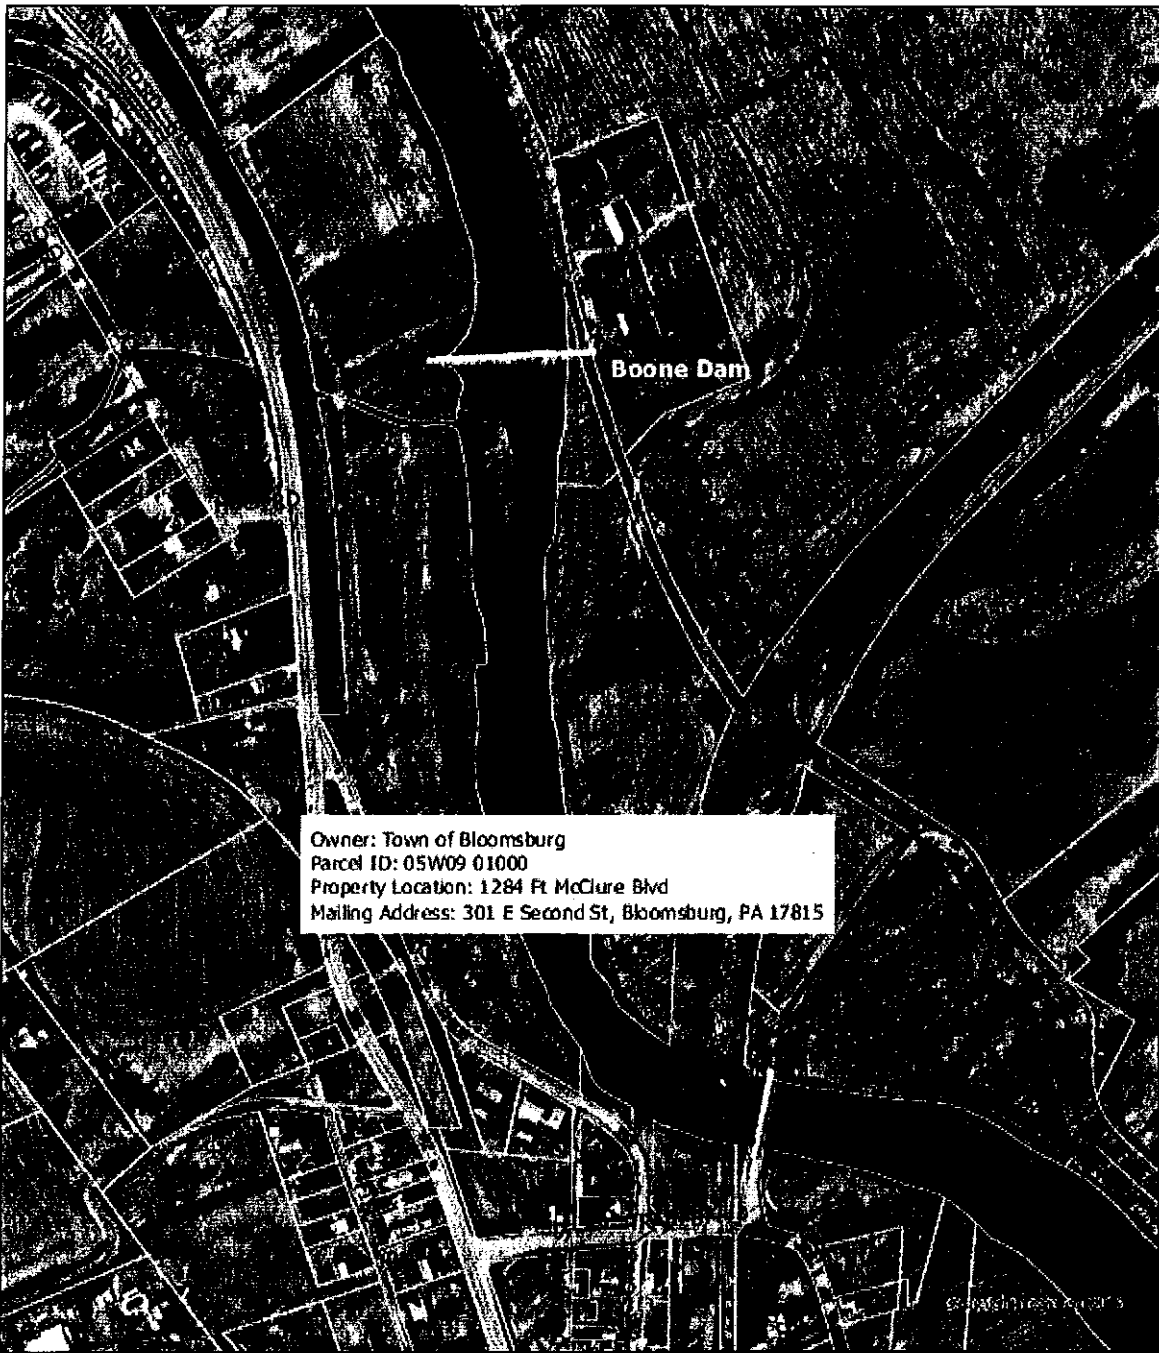 Boone Dam
Owner: Town of Bloomsburg
Parcel ID: 05W09 01000
Property Location: 1284 Ft McClure Blvd
Mailing Address: 301 E Second St, Bloomsburg, PA 17815